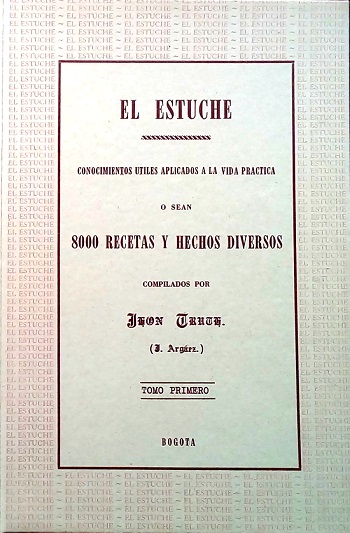 EL ESTUCHE
CONOCIMIENTOS UTILES APLICADOS A LA VIDA PRACTICA
O SEAN
8000 RECETAS Y HECHOS DIVERSOS
COMPILADOS POR
JHON TRUTH.
(J. Argáez.)
TOMO PRIMERO
BOGOTA